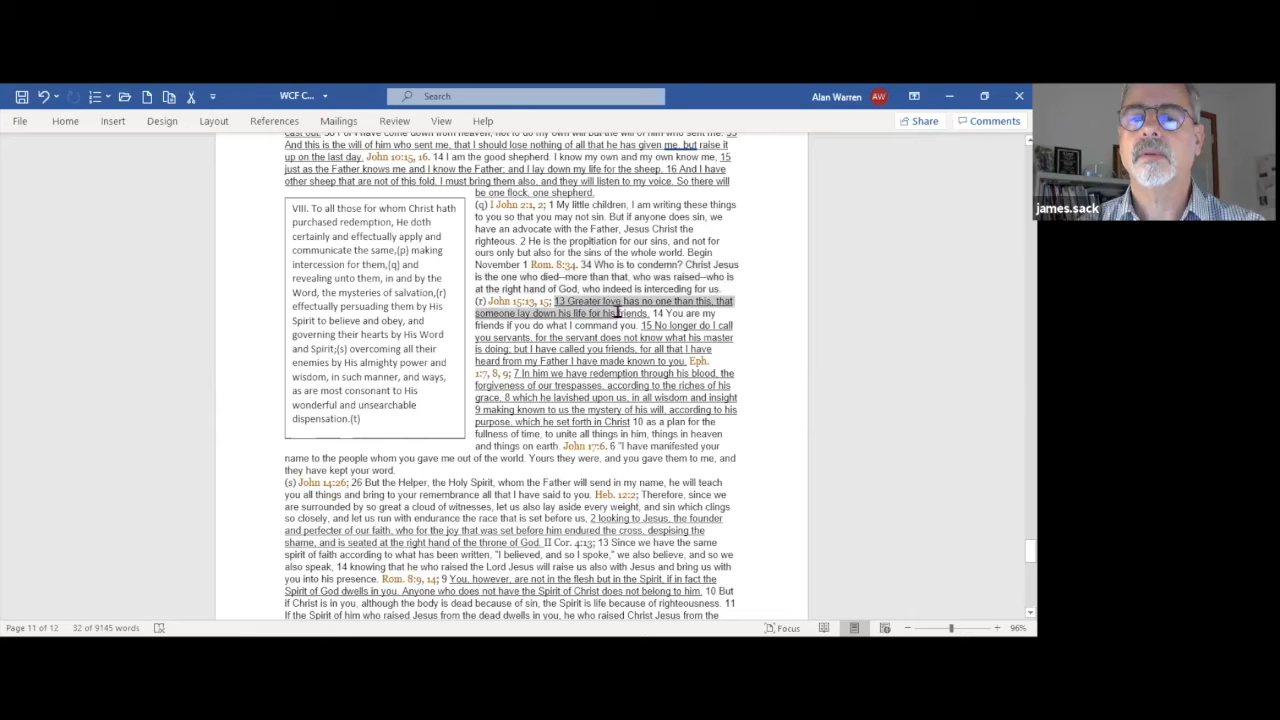 WCF C...
Search
Alan Warren
AW
File
Home
Insert
Design
Layout
References
Mailings
Review
View
Help
Share
Comments
james.sack
cast out. 38 For I have come down from heaven, not to do my own will but the will of him who sent me. 39
And this is the will of him who sent me, that I should lose nothing of all that he has given me, but raise it
up on the last day. John 10:15, 16. 14 I am the good shepherd. I know my own and my own know me, 15
just as the Father knows me and I know the Father; and I lay down my life for the sheep. 16 And I have
other sheep that are not of this fold. I must bring them also, and they will listen to my voice. So there will
be one flock, one shepherd.
VIII. To all those for whom Christ hath
purchased redemption, He doth
certainly and effectually apply and
communicate the same,(p) making
intercession for them,(q) and
revealing unto them, in and by the
Word, the mysteries of salvation,(r)
effectually persuading them by His
Spirit to believe and obey, and
governing their hearts by His Word
and Spirit;(s) overcoming all their
enemies by His almighty power and
wisdom, in such manner, and ways,
as are most consonant to His
wonderful and unsearchable
dispensation.(t)
(q) I John 2:1, 2; 1 My little children, I am writing these things
to you so that you may not sin. But if anyone does sin, we
have an advocate with the Father, Jesus Christ the
righteous. 2 He is the propitiation for our sins, and not for
ours only but also for the sins of the whole world. Begin
November 1 Rom. 8:34. 34 Who is to condemn? Christ Jesus
is the one who died--more than that, who was raised--who is
at the right hand of God, who indeed is interceding for us.
(r) John 15:13, 15; 13 Greater love has no one than this, that
someone lay down his life for his friends. 14 You are my
friends if you do what I command you. 15 No longer do I call
you servants, for the servant does not know what his master
is doing; but I have called you friends, for all that I have
heard from my Father I have made known to you. Eph.
1:7, 8, 9; 7 In him we have redemption through his blood, the
forgiveness of our trespasses, according to the riches of his
grace, 8 which he lavished upon us, in all wisdom and insight
9 making known to us the mystery of his will, according to his
purpose, which he set forth in Christ 10 as a plan for the
fullness of time, to unite all things in him, things in heaven
and things on earth. John 17:6. 6 "I have manifested your
name to the people whom you gave me out of the world. Yours they were, and you gave them to me, and
they have kept your word.
(s) John 14:26; 26 But the Helper, the Holy Spirit, whom the Father will send in my name, he will teach
you all things and bring to your remembrance all that I have said to you. Heb. 12:2; Therefore, since we
are surrounded by so great a cloud of witnesses, let us also lay aside every weight, and sin which clings
so closely, and let us run with endurance the race that is set before us, 2 looking to Jesus, the founder
and perfecter of our faith, who for the joy that was set before him endured the cross, despising the
shame, and is seated at the right hand of the throne of God. II Cor. 4:13; 13 Since we have the same
spirit of faith according to what has been written, "I believed, and so I spoke," we also believe, and so we
also speak, 14 knowing that he who raised the Lord Jesus will raise us also with Jesus and bring us with
you into his presence. Rom. 8:9, 14; 9 You, however, are not in the flesh but in the Spirit, if in fact the
Spirit of God dwells in you. Anyone who does not have the Spirit of Christ does not belong to him. 10 But
if Christ is in you, although the body is dead because of sin, the Spirit is life because of righteousness. 11
If the Spirit of him who raised Jesus from the dead dwells in you, he who raised Christ Jesus from the
Page 11 of 12
32 of 9145 words
Focus
96%